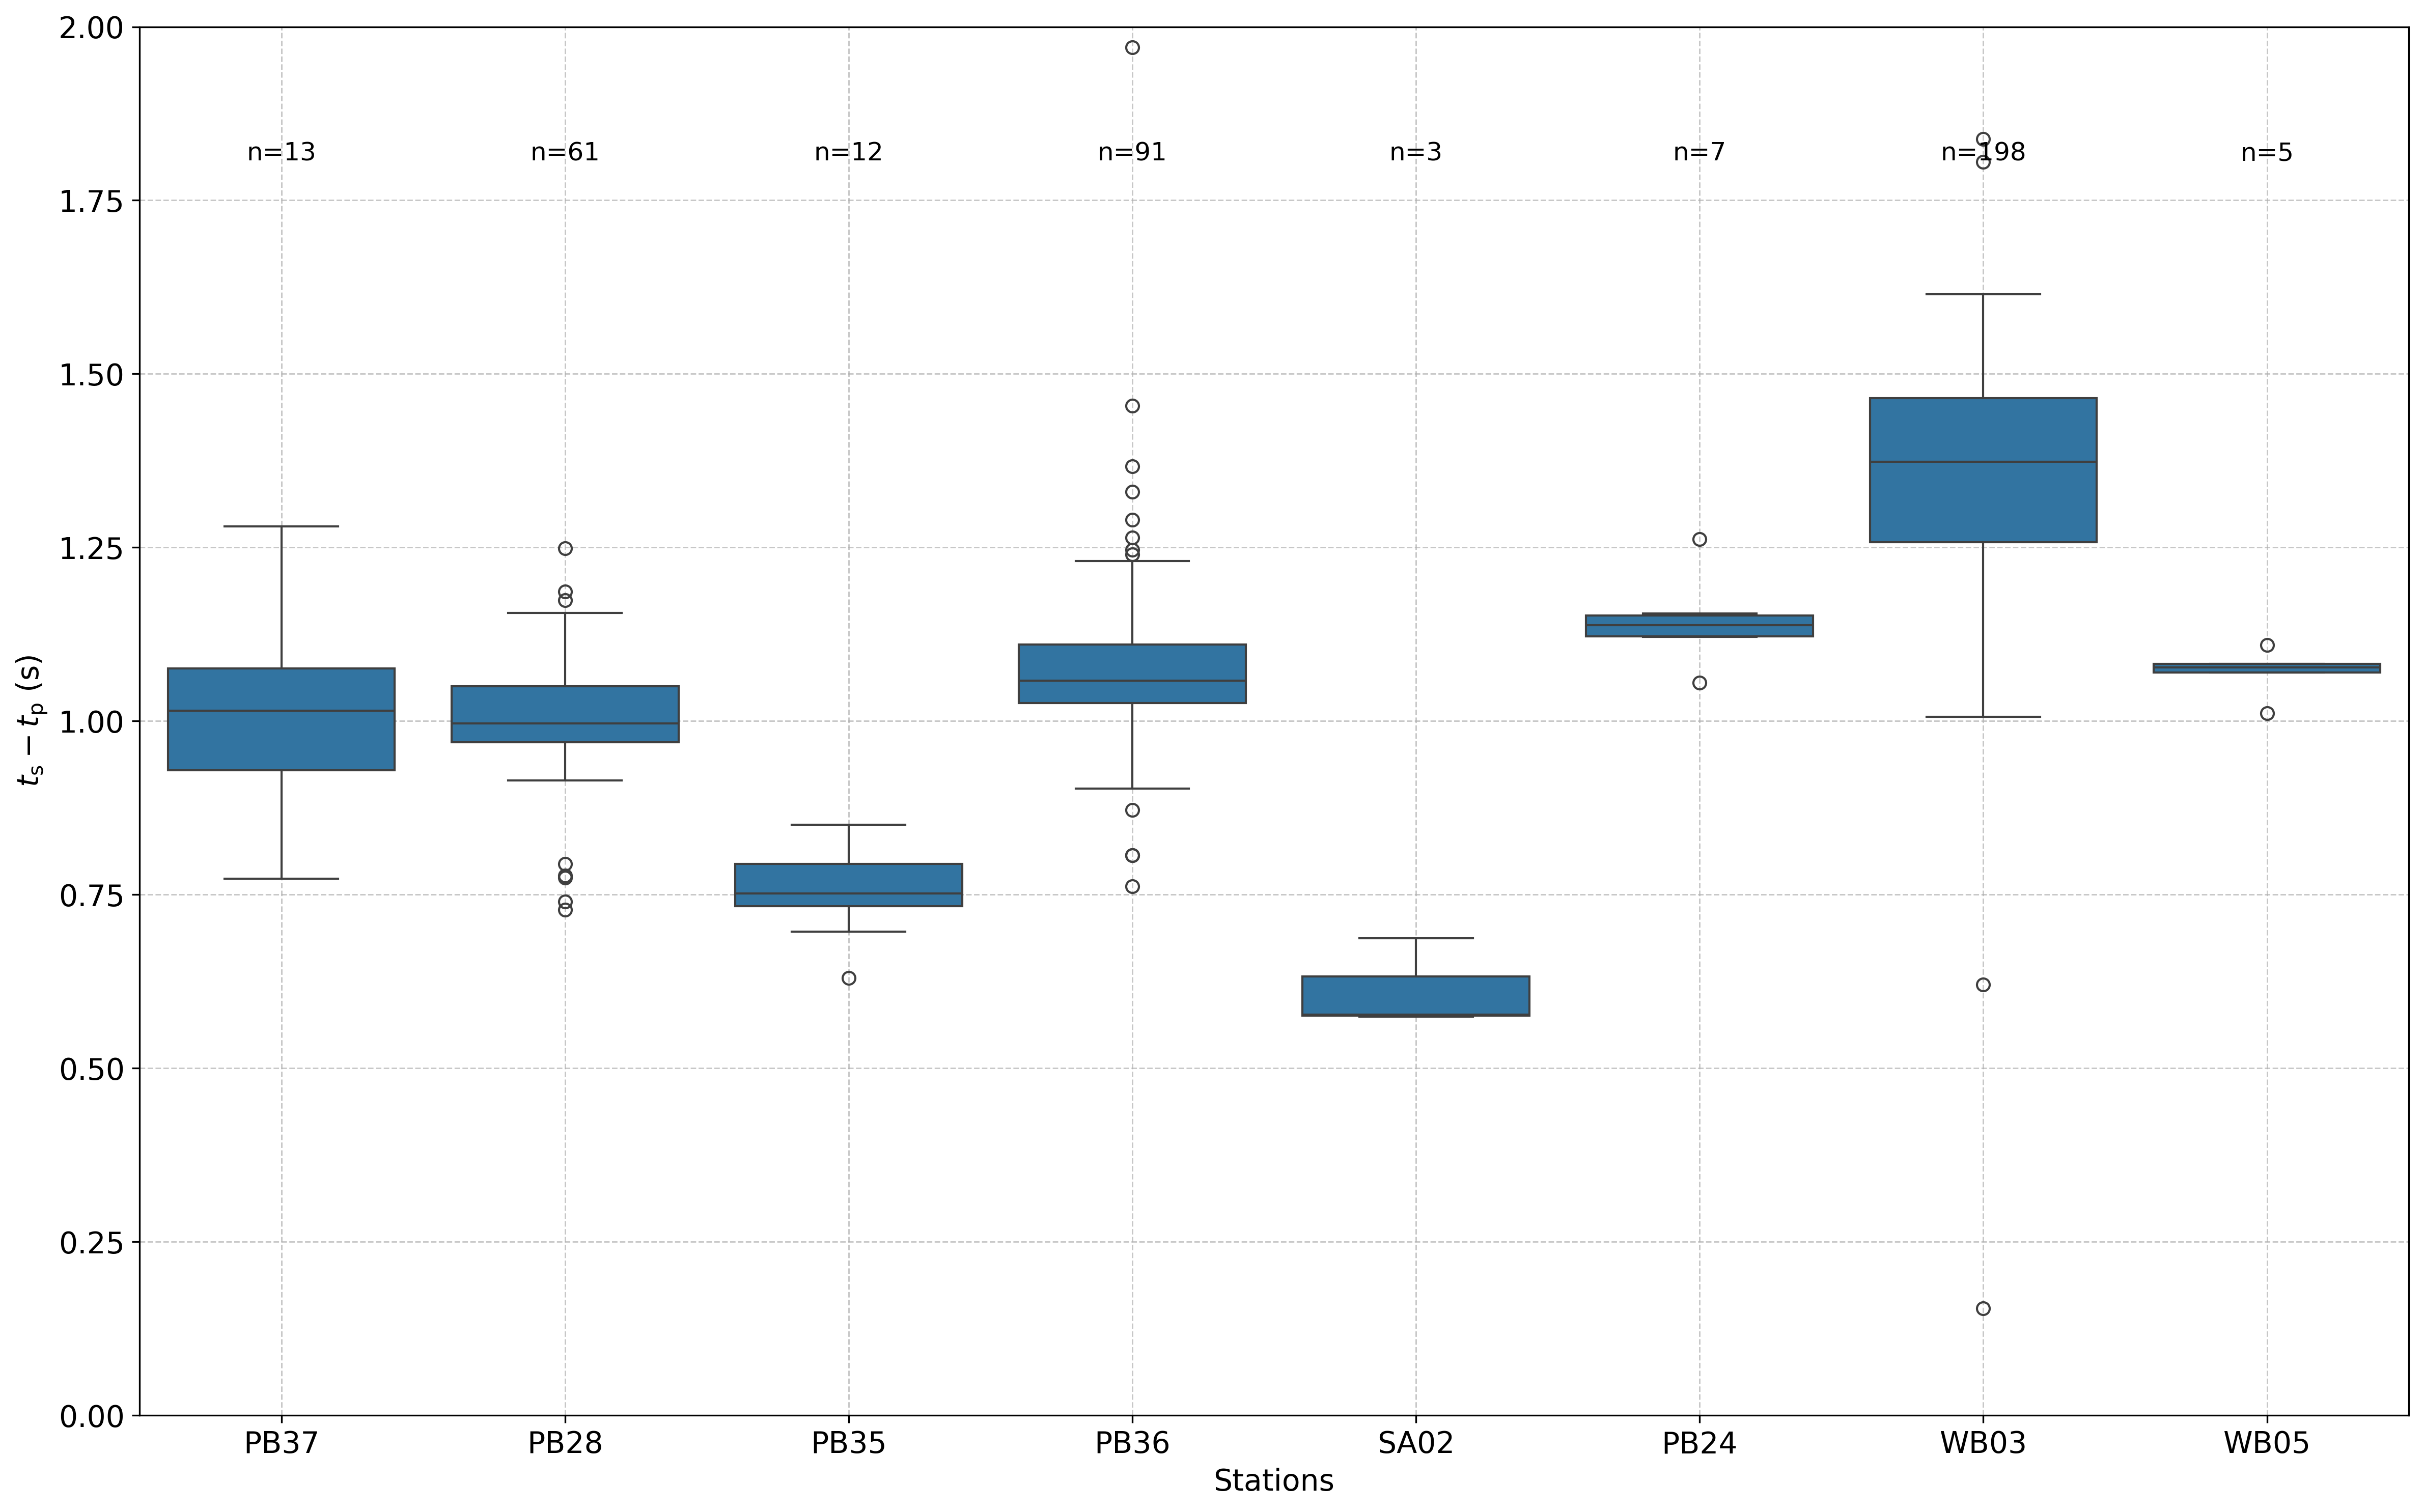 2.00
1.75
1.50
1.25
1.00
0.75
0.50
0.25
0.00
t_s − t_p (s)
n=13 n=61 n=12 n=91 n=3 n=7 n=198 n=5
PB37 PB28 PB35 PB36 SA02 PB24 WB03 WB05
Stations